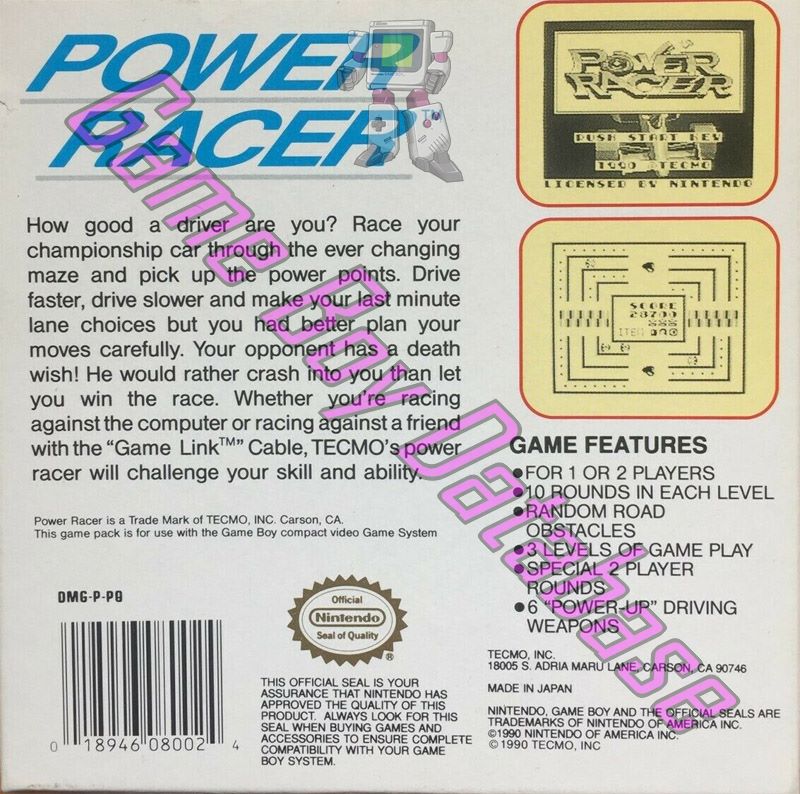 POWER
RACER™
How good a driver are you? Race your
championship car through the ever changing
maze and pick up the power points. Drive
faster, drive slower and make your last minute
lane choices but you had better plan your
moves carefully. Your opponent has a death
wish! He would rather crash into you than let
you win the race. Whether you're racing
against the computer or racing against a friend
with the “Game Link™” Cable, TECMO's power
racer will challenge your skill and ability.
Power Racer is a Trade Mark of TECMO, INC. Carson, CA.
This game pack is for use with the Game Boy compact video Game System
DMG-P-PQ
0 18946 08002 4
Official
Nintendo
Seal of Quality
®
THIS OFFICIAL SEAL IS YOUR
ASSURANCE THAT NINTENDO HAS
APPROVED THE QUALITY OF THIS
PRODUCT. ALWAYS LOOK FOR THIS
SEAL WHEN BUYING GAMES AND
ACCESSORIES TO ENSURE COMPLETE
COMPATIBILITY WITH YOUR GAME
BOY SYSTEM.
POWER
RACER
PUSH START KEY
1990 ©TECMO
LICENSED BY NINTENDO
SCORE
28700
ITEM
GAME FEATURES
●FOR 1 OR 2 PLAYERS
●10 ROUNDS IN EACH LEVEL
●RANDOM ROAD
OBSTACLES
●3 LEVELS OF GAME PLAY
●SPECIAL 2 PLAYER
ROUNDS
●6 “POWER-UP” DRIVING
WEAPONS
TECMO, INC.
18005 S. ADRIA MARU LANE, CARSON, CA 90746
MADE IN JAPAN
NINTENDO, GAME BOY AND THE OFFICIAL SEALS ARE
TRADEMARKS OF NINTENDO OF AMERICA INC.
©1990 NINTENDO OF AMERICA INC.
©1990 TECMO, INC
Game Boy Database